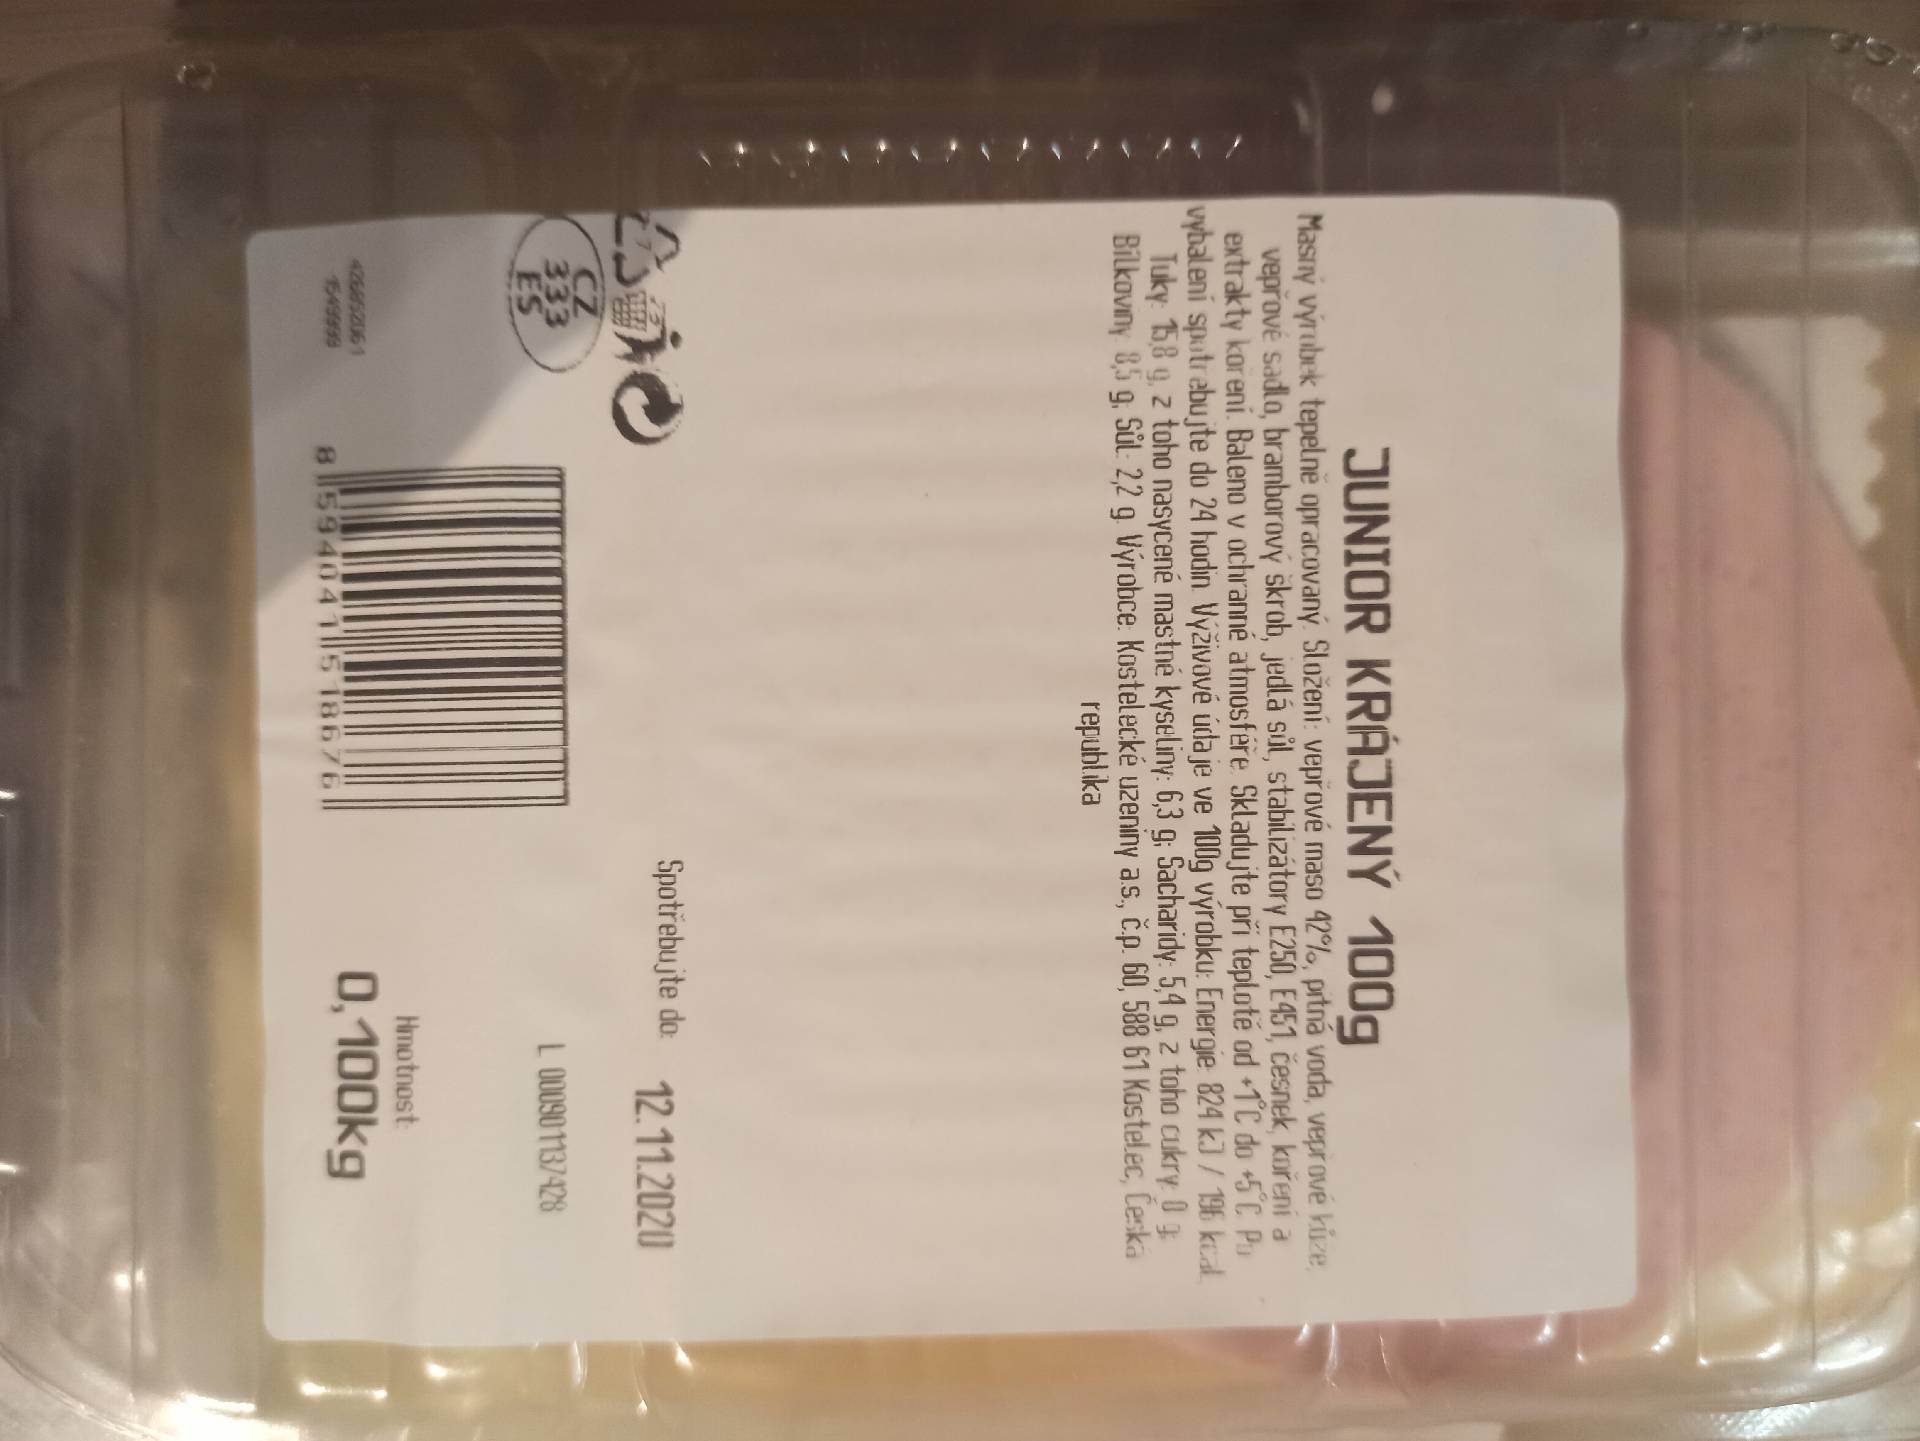 JUNIOR KRÁJENÝ 100g
Masný výrobek tepelně opracovaný. Složení: vepřové maso 42%, pitná voda, vepřové kůže,
vepřové sádlo, bramborový škrob, jedlá sůl, stabilizátory E250, E451, česnek, koření a
extrakty koření. Baleno v ochranné atmosféře. Skladujte při teplotě od +1°C do +5°C. Po
vybalení spotřebujte do 24 hodin. Výživové údaje ve 100g výrobku: Energie: 824 kJ / 196 kcal,
Tuky: 15,8 g, z toho nasycené mastné kyseliny: 6,3 g; Sacharidy: 5,4 g, z toho cukry: 0 g;
Bílkoviny: 8,5 g; Sůl: 2,2 g. Výrobce: Kostelecké uzeniny a.s., č.p. 60, 588 61 Kostelec, Česká
republika
Spotřebujte do: 12.11.2020
CZ
333
ES
L 00090113/428
Hmotnost:
0,100kg
8 594041 518676